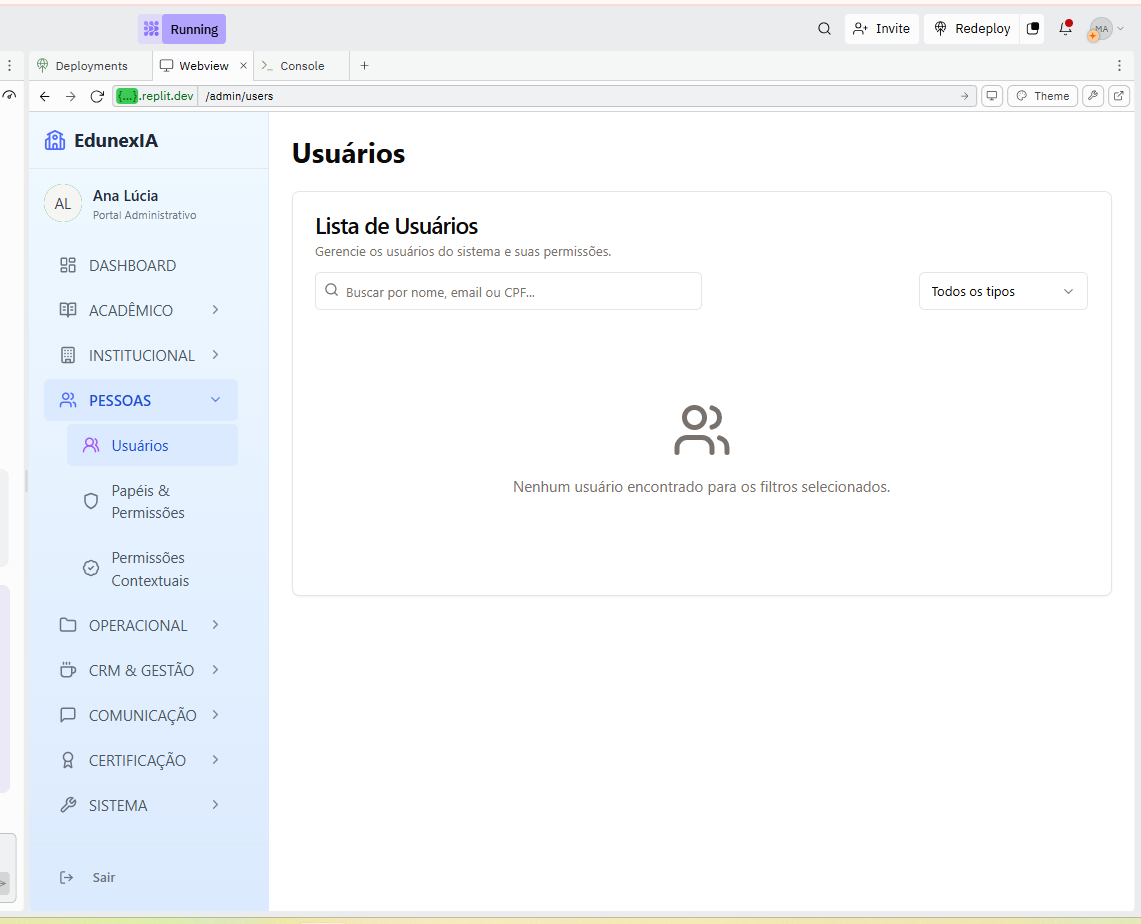 Running
Invite
Redeploy
MA
Deployments
Webview
Console
{...}.replit.dev
/admin/users
Theme
EdunexIA
AL
Ana Lúcia
Portal Administrativo
DASHBOARD
ACADÊMICO
INSTITUCIONAL
PESSOAS
Usuários
Papéis &
Permissões
Permissões
Contextuais
OPERACIONAL
CRM & GESTÃO
COMUNICAÇÃO
CERTIFICAÇÃO
SISTEMA
Sair
Usuários
Lista de Usuários
Gerencie os usuários do sistema e suas permissões.
Buscar por nome, email ou CPF...
Todos os tipos
Nenhum usuário encontrado para os filtros selecionados.